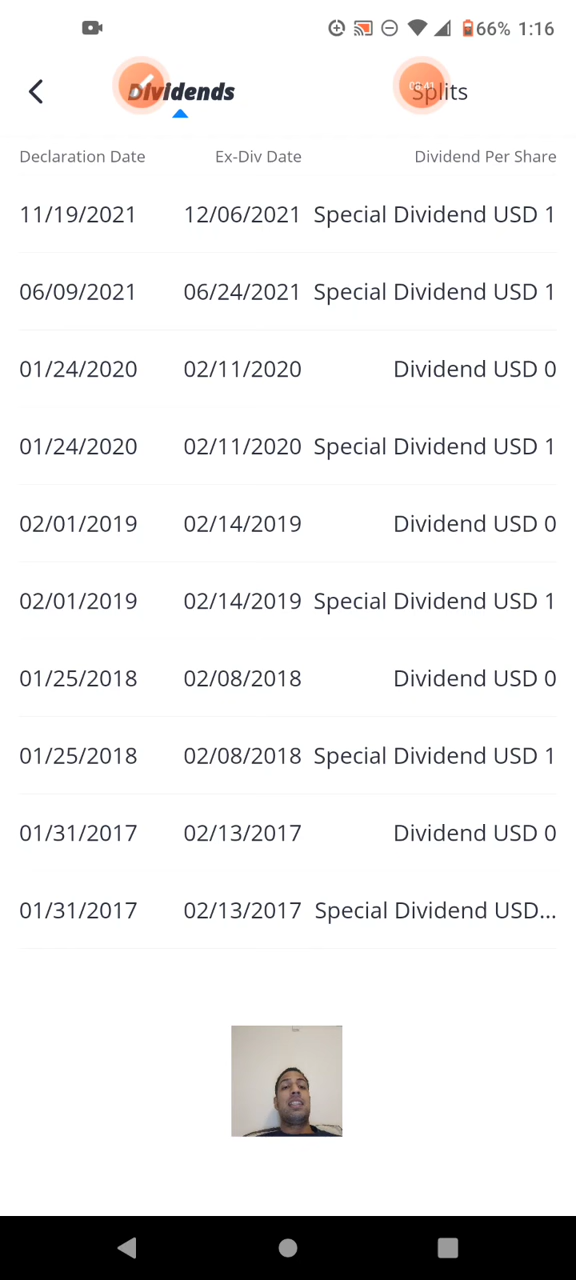 66% 1:16
Dividends Splits
Declaration Date Ex-Div Date Dividend Per Share
11/19/2021 12/06/2021 Special Dividend USD 1
06/09/2021 06/24/2021 Special Dividend USD 1
01/24/2020 02/11/2020 Dividend USD 0
01/24/2020 02/11/2020 Special Dividend USD 1
02/01/2019 02/14/2019 Dividend USD 0
02/01/2019 02/14/2019 Special Dividend USD 1
01/25/2018 02/08/2018 Dividend USD 0
01/25/2018 02/08/2018 Special Dividend USD 1
01/31/2017 02/13/2017 Dividend USD 0
01/31/2017 02/13/2017 Special Dividend USD...